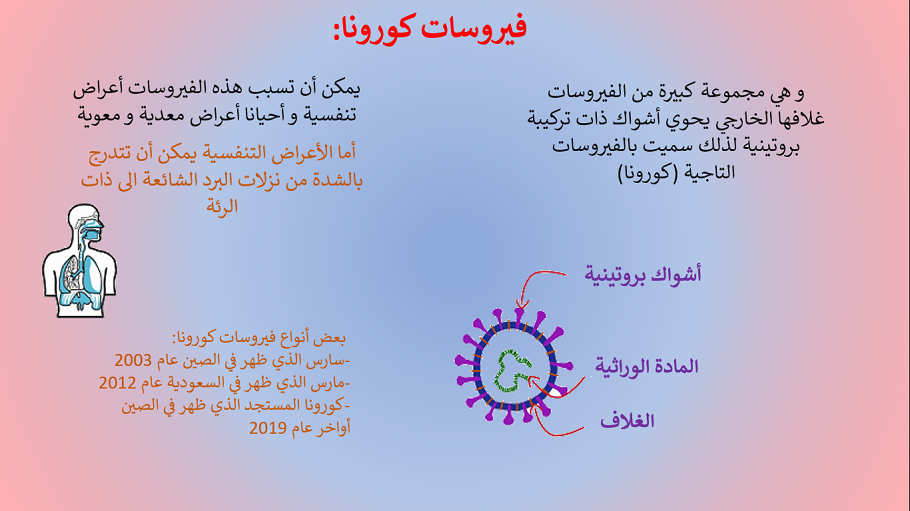 فيروسات كورونا:
و هي مجموعة كبيرة من الفيروسات
غلافها الخارجي يحوي أشواك ذات تركيبة
بروتينية لذلك سميت بالفيروسات
التاجية (كورونا)
يمكن أن تسبب هذه الفيروسات أعراض
تنفسية و أحيانا أعراض معدية و معوية
أما الأعراض التنفسية يمكن أن تتدرج
بالشدة من نزلات البرد الشائعة الى ذات
الرئة
أشواك بروتينية
المادة الوراثية
الغلاف
بعض أنواع فيروسات كورونا:
-سارس الذي ظهر في الصين عام 2003
-مارس الذي ظهر في السعودية عام 2012
-كورونا المستجد الذي ظهر في الصين
أواخر عام 2019